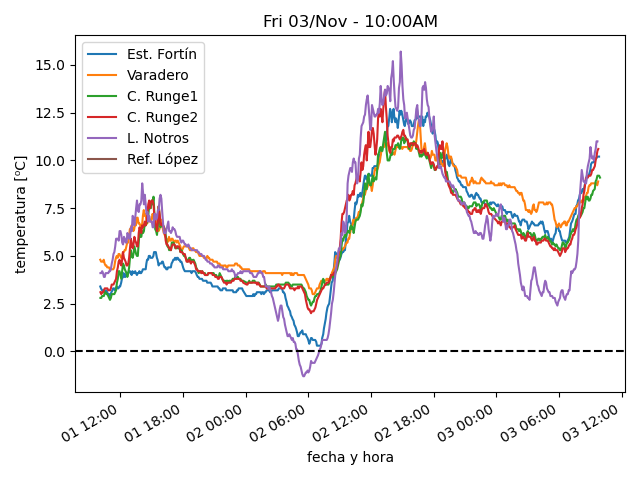 Fri 03/Nov - 10:00AM
Est. Fortín
Varadero
C. Runge1
C. Runge2
L. Notros
Ref. López
temperatura [ºC]
15.0
12.5
10.0
7.5
5.0
2.5
0.0
01 12:00
01 18:00
02 00:00
02 06:00
02 12:00
02 18:00
03 00:00
03 06:00
03 12:00
fecha y hora